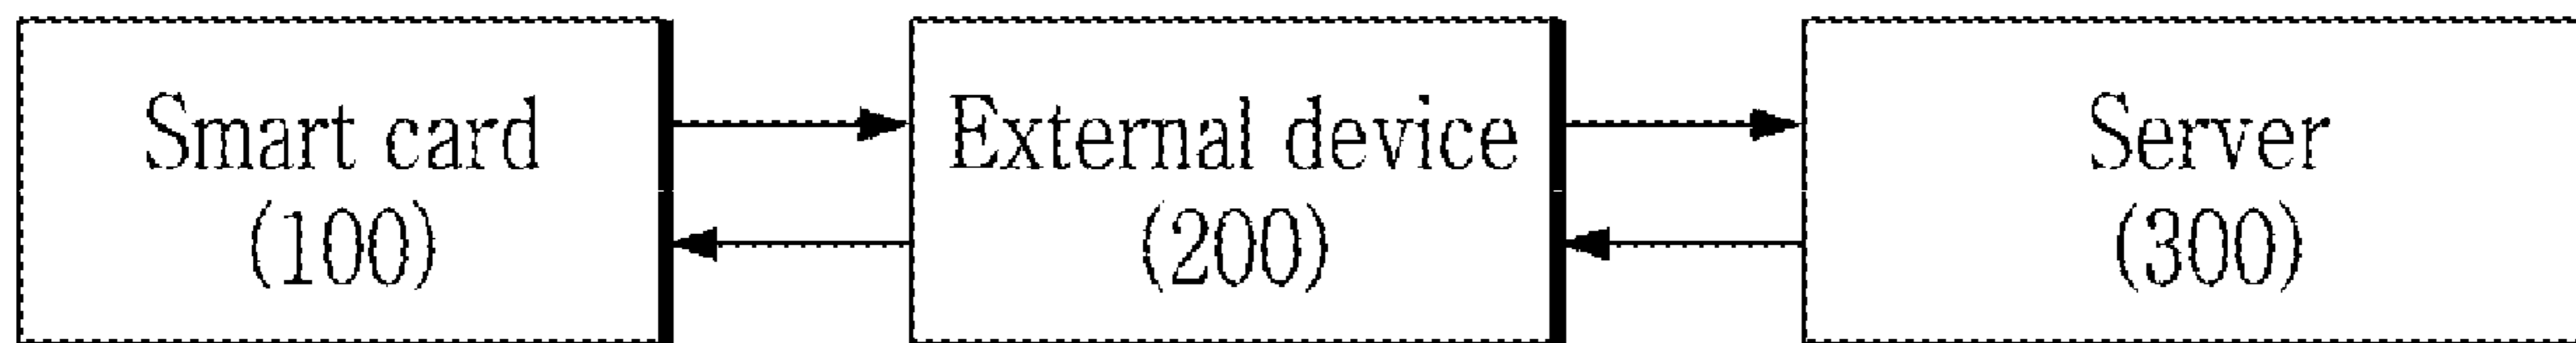 Smart card
(100)
External device
(200)
Server
(300)